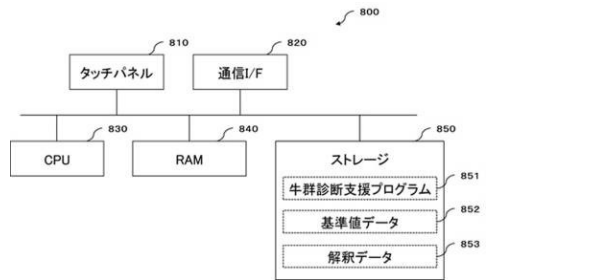 800
810
820
タッチパネル
通信I/F
830
840
850
CPU
RAM
ストレージ
851
牛群診断支援プログラム
852
基準値データ
853
解釈データ